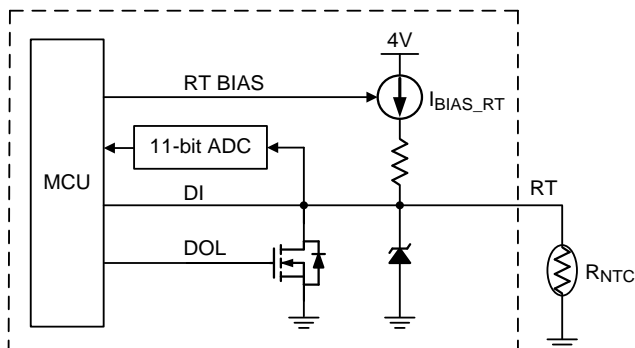 4V
RT BIAS
IBIAS_RT
11-bit ADC
MCU
DI
RT
DOL
RNTC